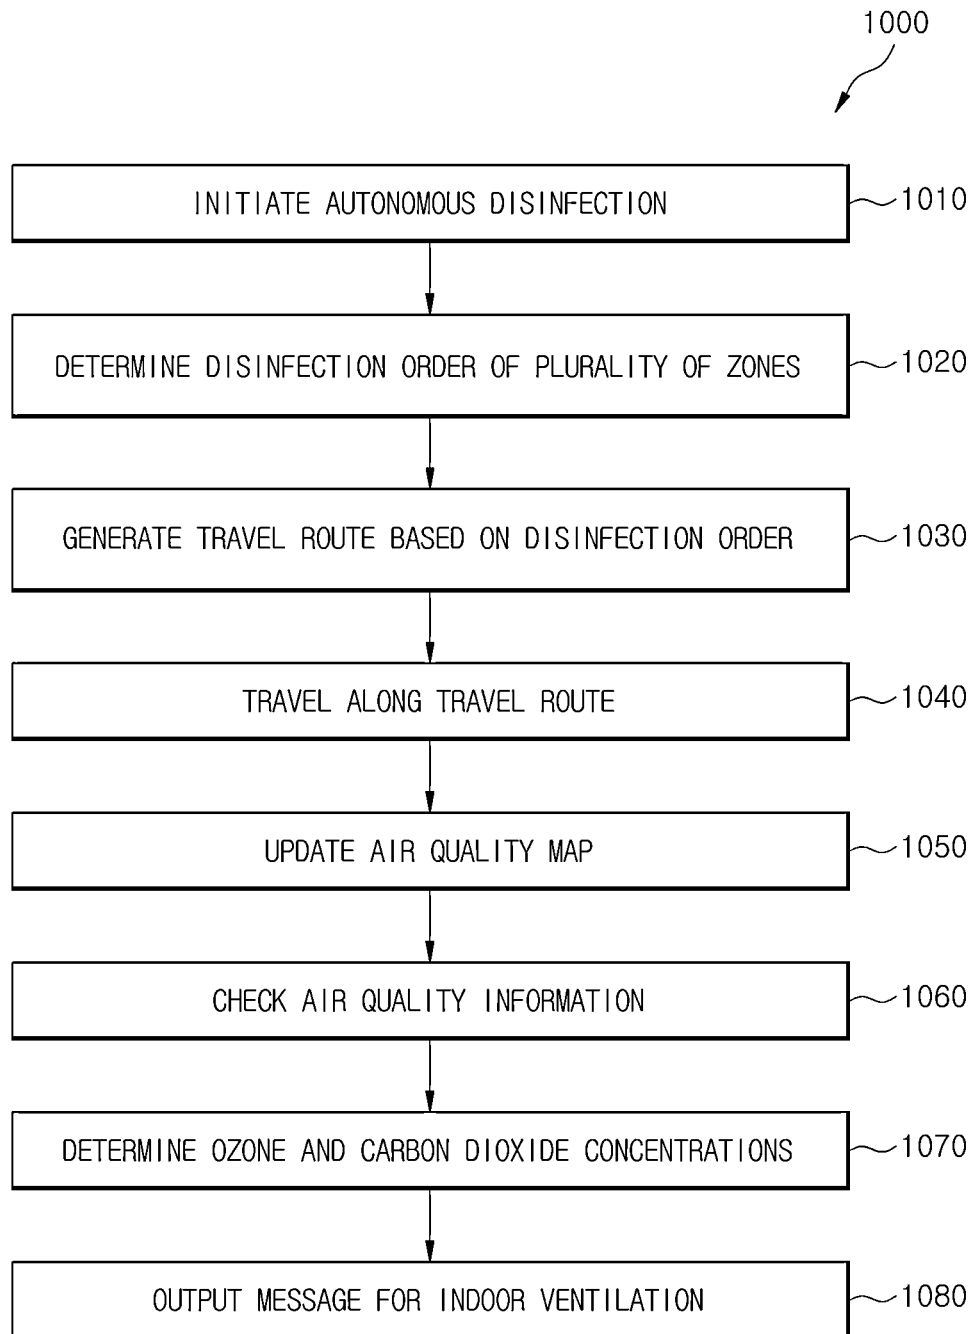 1000
INITIATE AUTONOMOUS DISINFECTION
1010
DETERMINE DISINFECTION ORDER OF PLURALITY OF ZONES
1020
GENERATE TRAVEL ROUTE BASED ON DISINFECTION ORDER
1030
TRAVEL ALONG TRAVEL ROUTE
1040
UPDATE AIR QUALITY MAP
1050
CHECK AIR QUALITY INFORMATION
1060
DETERMINE OZONE AND CARBON DIOXIDE CONCENTRATIONS
1070
OUTPUT MESSAGE FOR INDOOR VENTILATION
1080